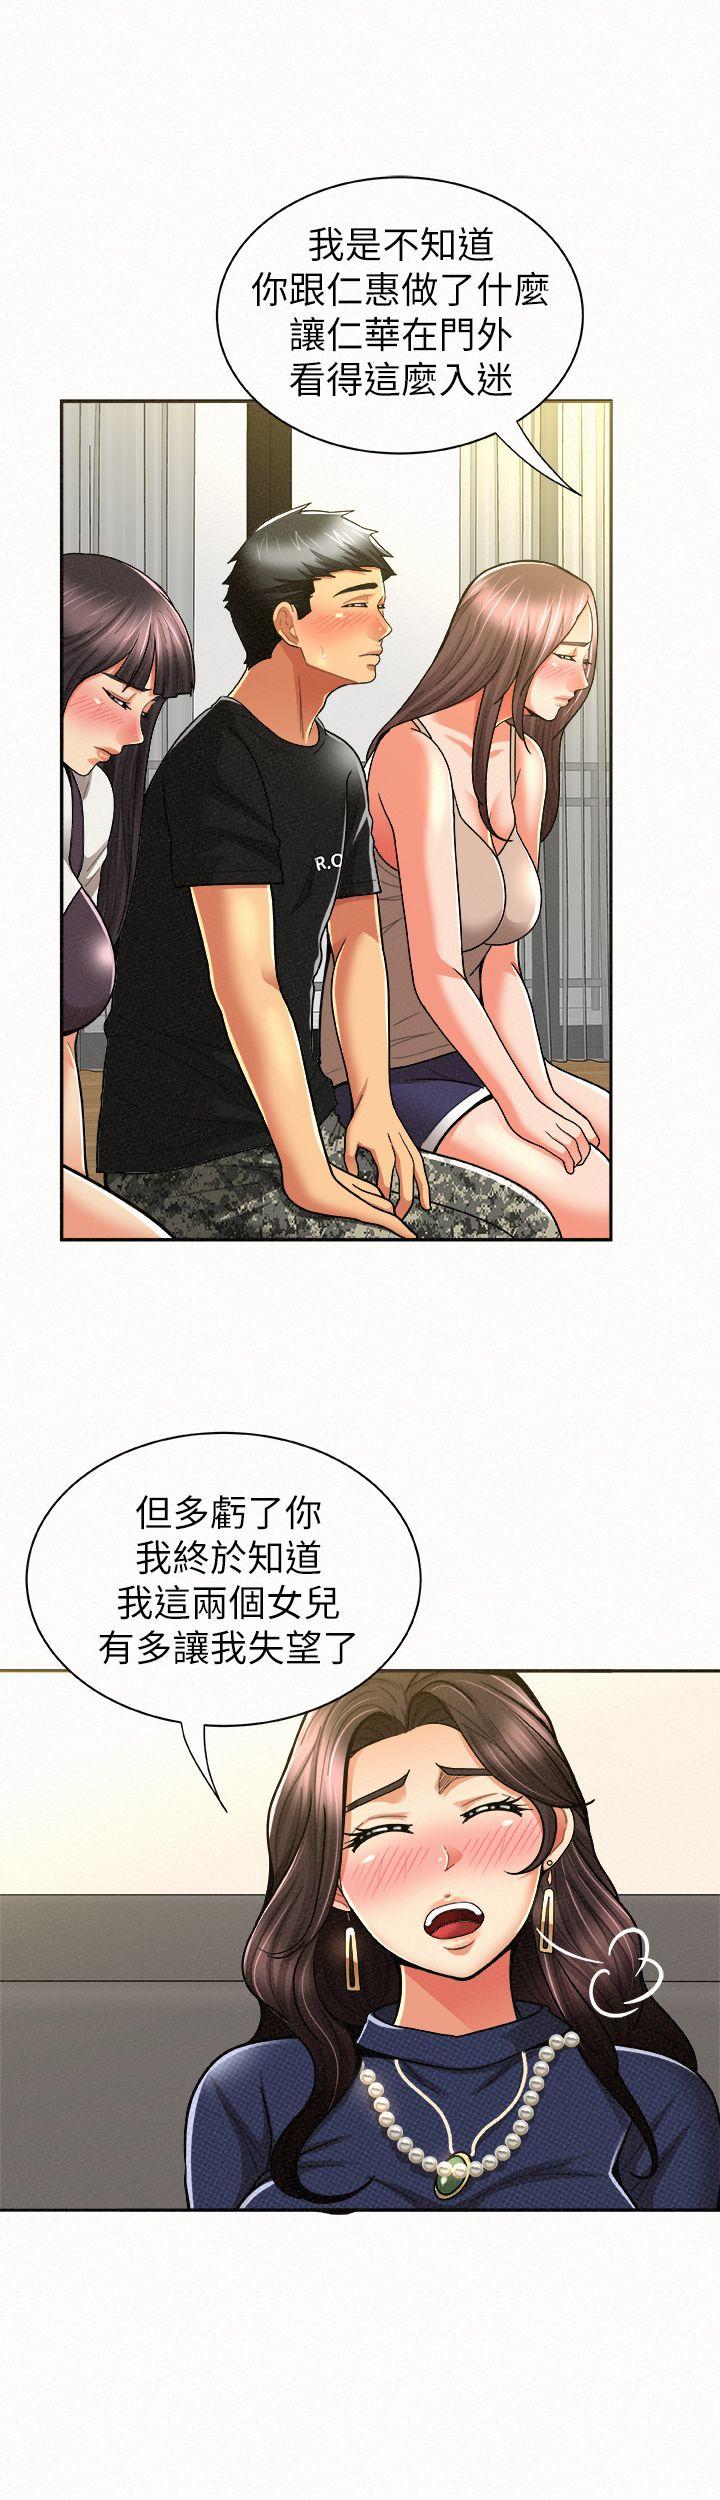 我是不知道
你跟仁惠做了什麼
讓仁華在門外
看得這麼入迷
R.O
但多虧了你
我終於知道
我這兩個女兒
有多讓我失望了